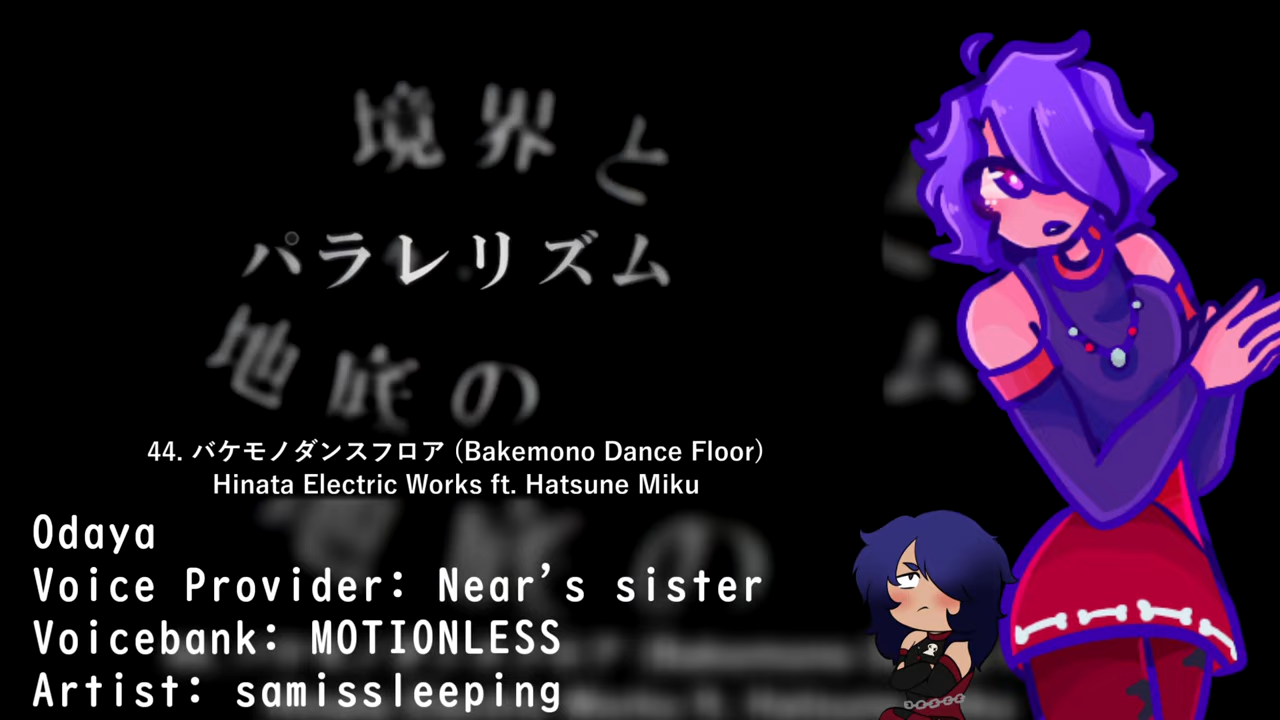 境界と
パラレリズム
地底の
44. バケモノダンスフロア (Bakemono Dance Floor)
Hinata Electric Works ft. Hatsune Miku
Odaya
Voice Provider: Near's sister
Voicebank: MOTIONLESS
Artist: samissleeping